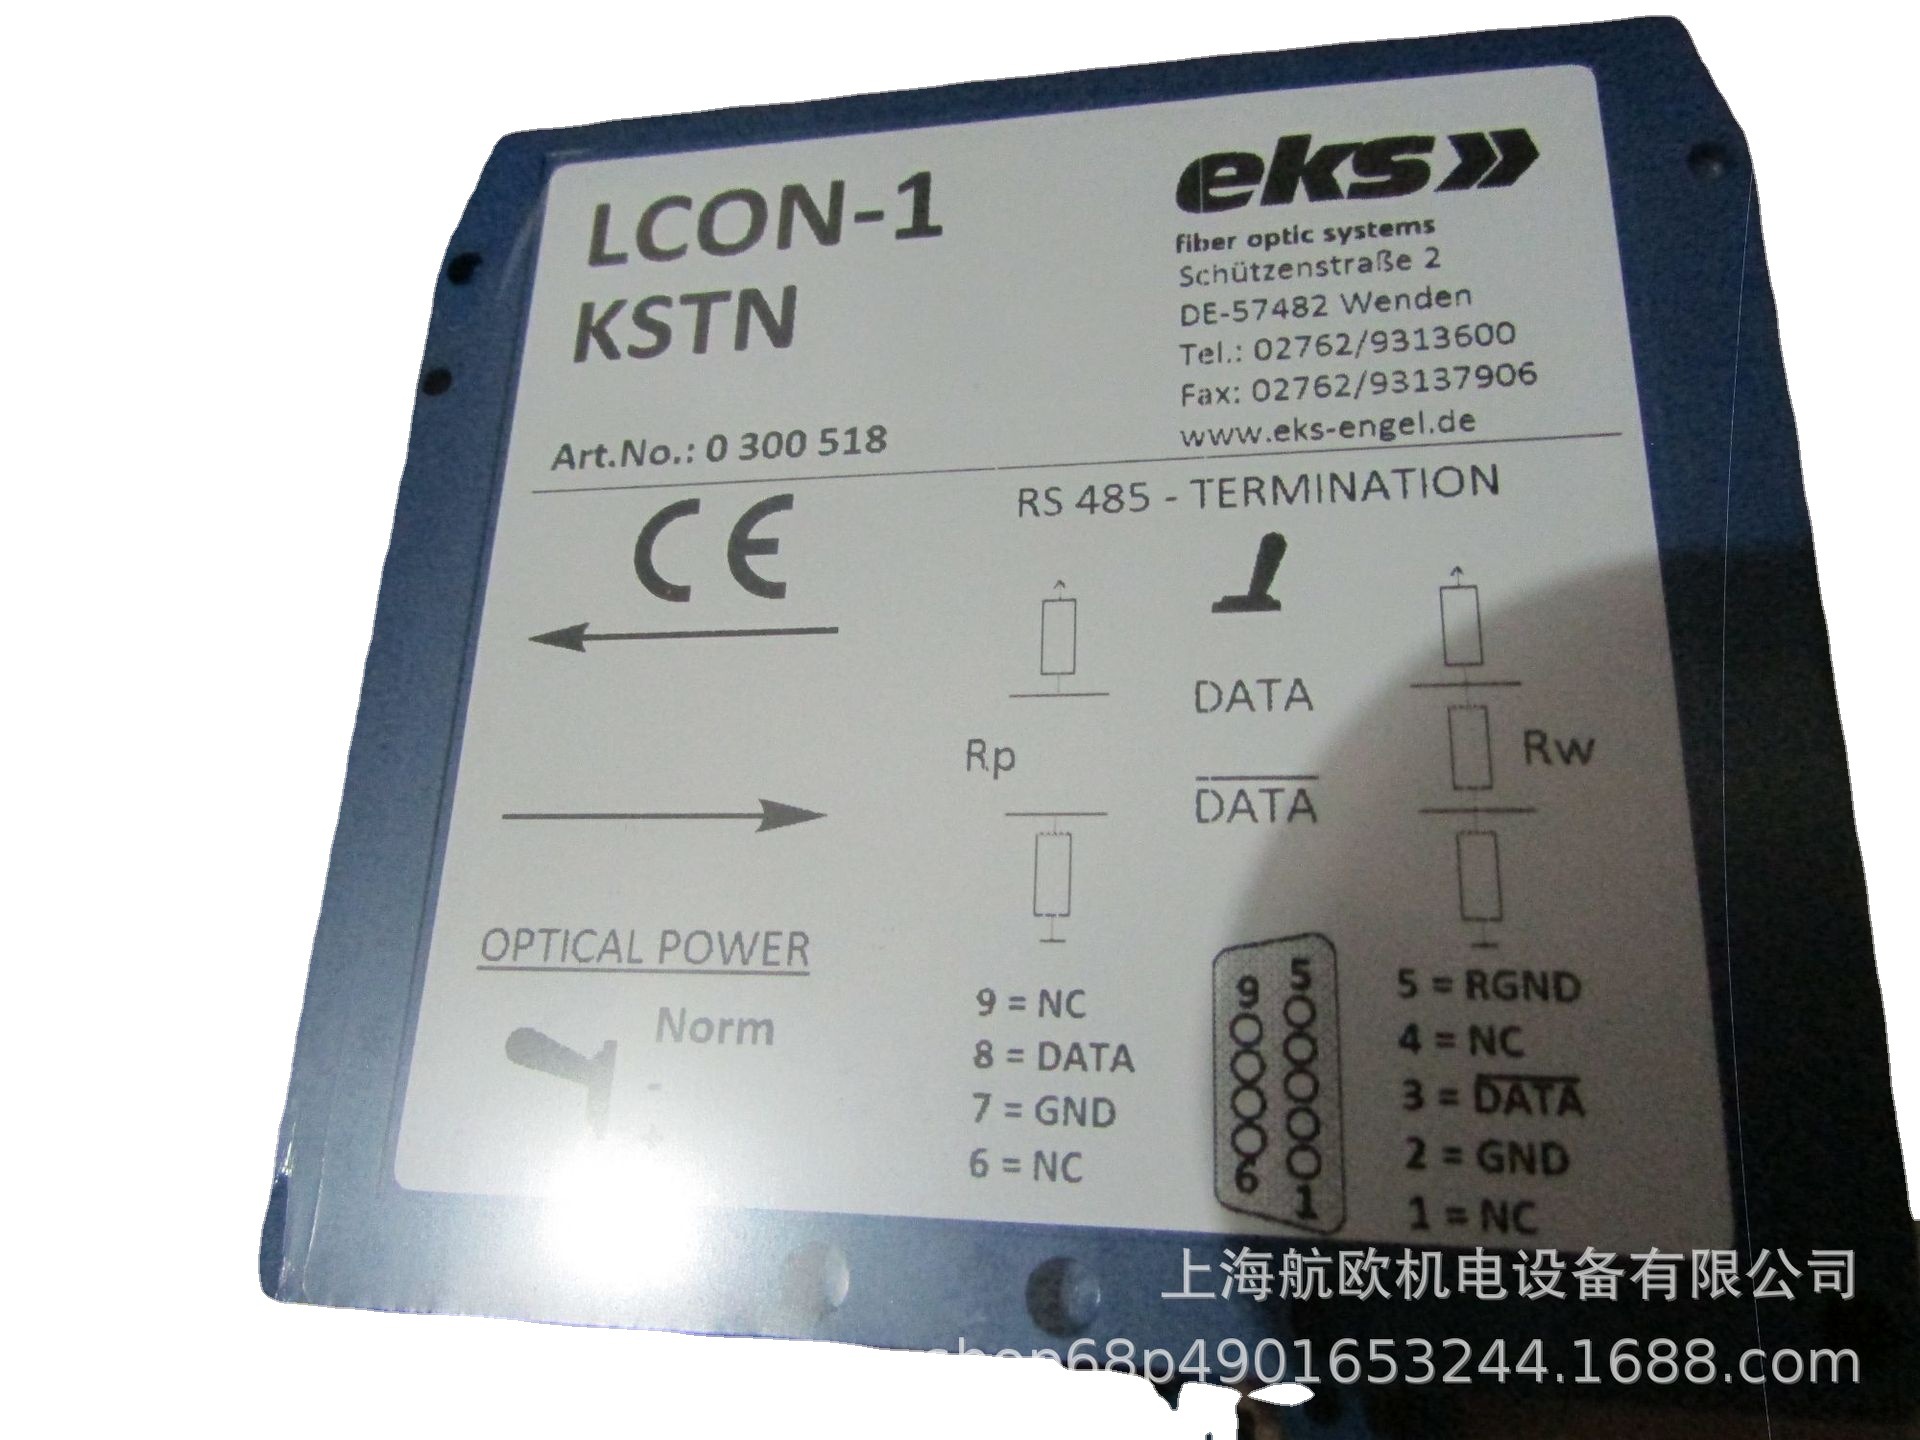 LCON-1
KSTN
Art.No.: 0 300 518
eks
fiber optic systems
Schützenstraße 2
DE-57482 Wenden
Tel.: 02762/9313600
Fax: 02762/93137906
www.eks-engel.de
CE
RS 485 - TERMINATION
DATA
Rp
Rw
D̅A̅T̅A̅
OPTICAL POWER
Norm
-
+
9 = NC
8 = DATA
7 = GND
6 = NC
9 5
6 1
5 = RGND
4 = NC
3 = D̅A̅T̅A̅
2 = GND
1 = NC
上海航欧机电设备有限公司
shop68p4901653244.1688.com